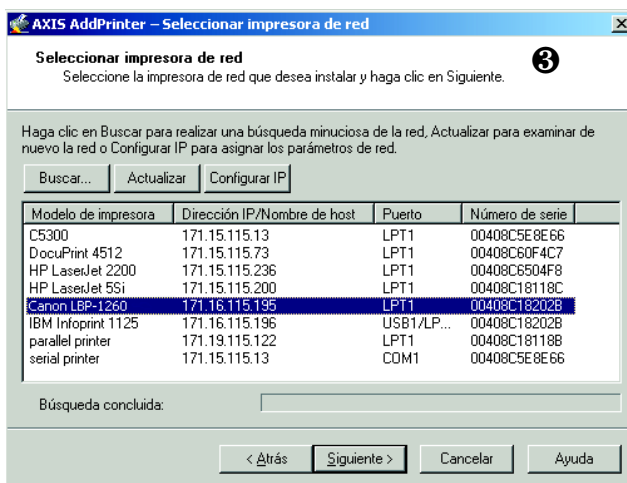 AXIS AddPrinter – Seleccionar impresora de red
Seleccionar impresora de red
Seleccione la impresora de red que desea instalar y haga clic en Siguiente.
❸
Haga clic en Buscar para realizar una búsqueda minuciosa de la red, Actualizar para examinar de
nuevo la red o Configurar IP para asignar los parámetros de red.
Buscar... Actualizar Configurar IP
Modelo de impresora Dirección IP/Nombre de host Puerto Número de serie
C5300 171.15.115.13 LPT1 00408C5E8E66
DocuPrint 4512 171.15.115.73 LPT1 00408C60F4C7
HP LaserJet 2200 171.15.115.236 LPT1 00408C6504F8
HP LaserJet 5Si 171.15.115.200 LPT1 00408C18118C
Canon LBP-1260 171.16.115.195 LPT1 00408C18202B
IBM Infoprint 1125 171.16.115.196 USB1/LP... 00408C18202B
parallel printer 171.19.115.122 LPT1 00408C18118B
serial printer 171.15.115.13 COM1 00408C5E8E66
Búsqueda concluida:
< Atrás Siguiente > Cancelar Ayuda